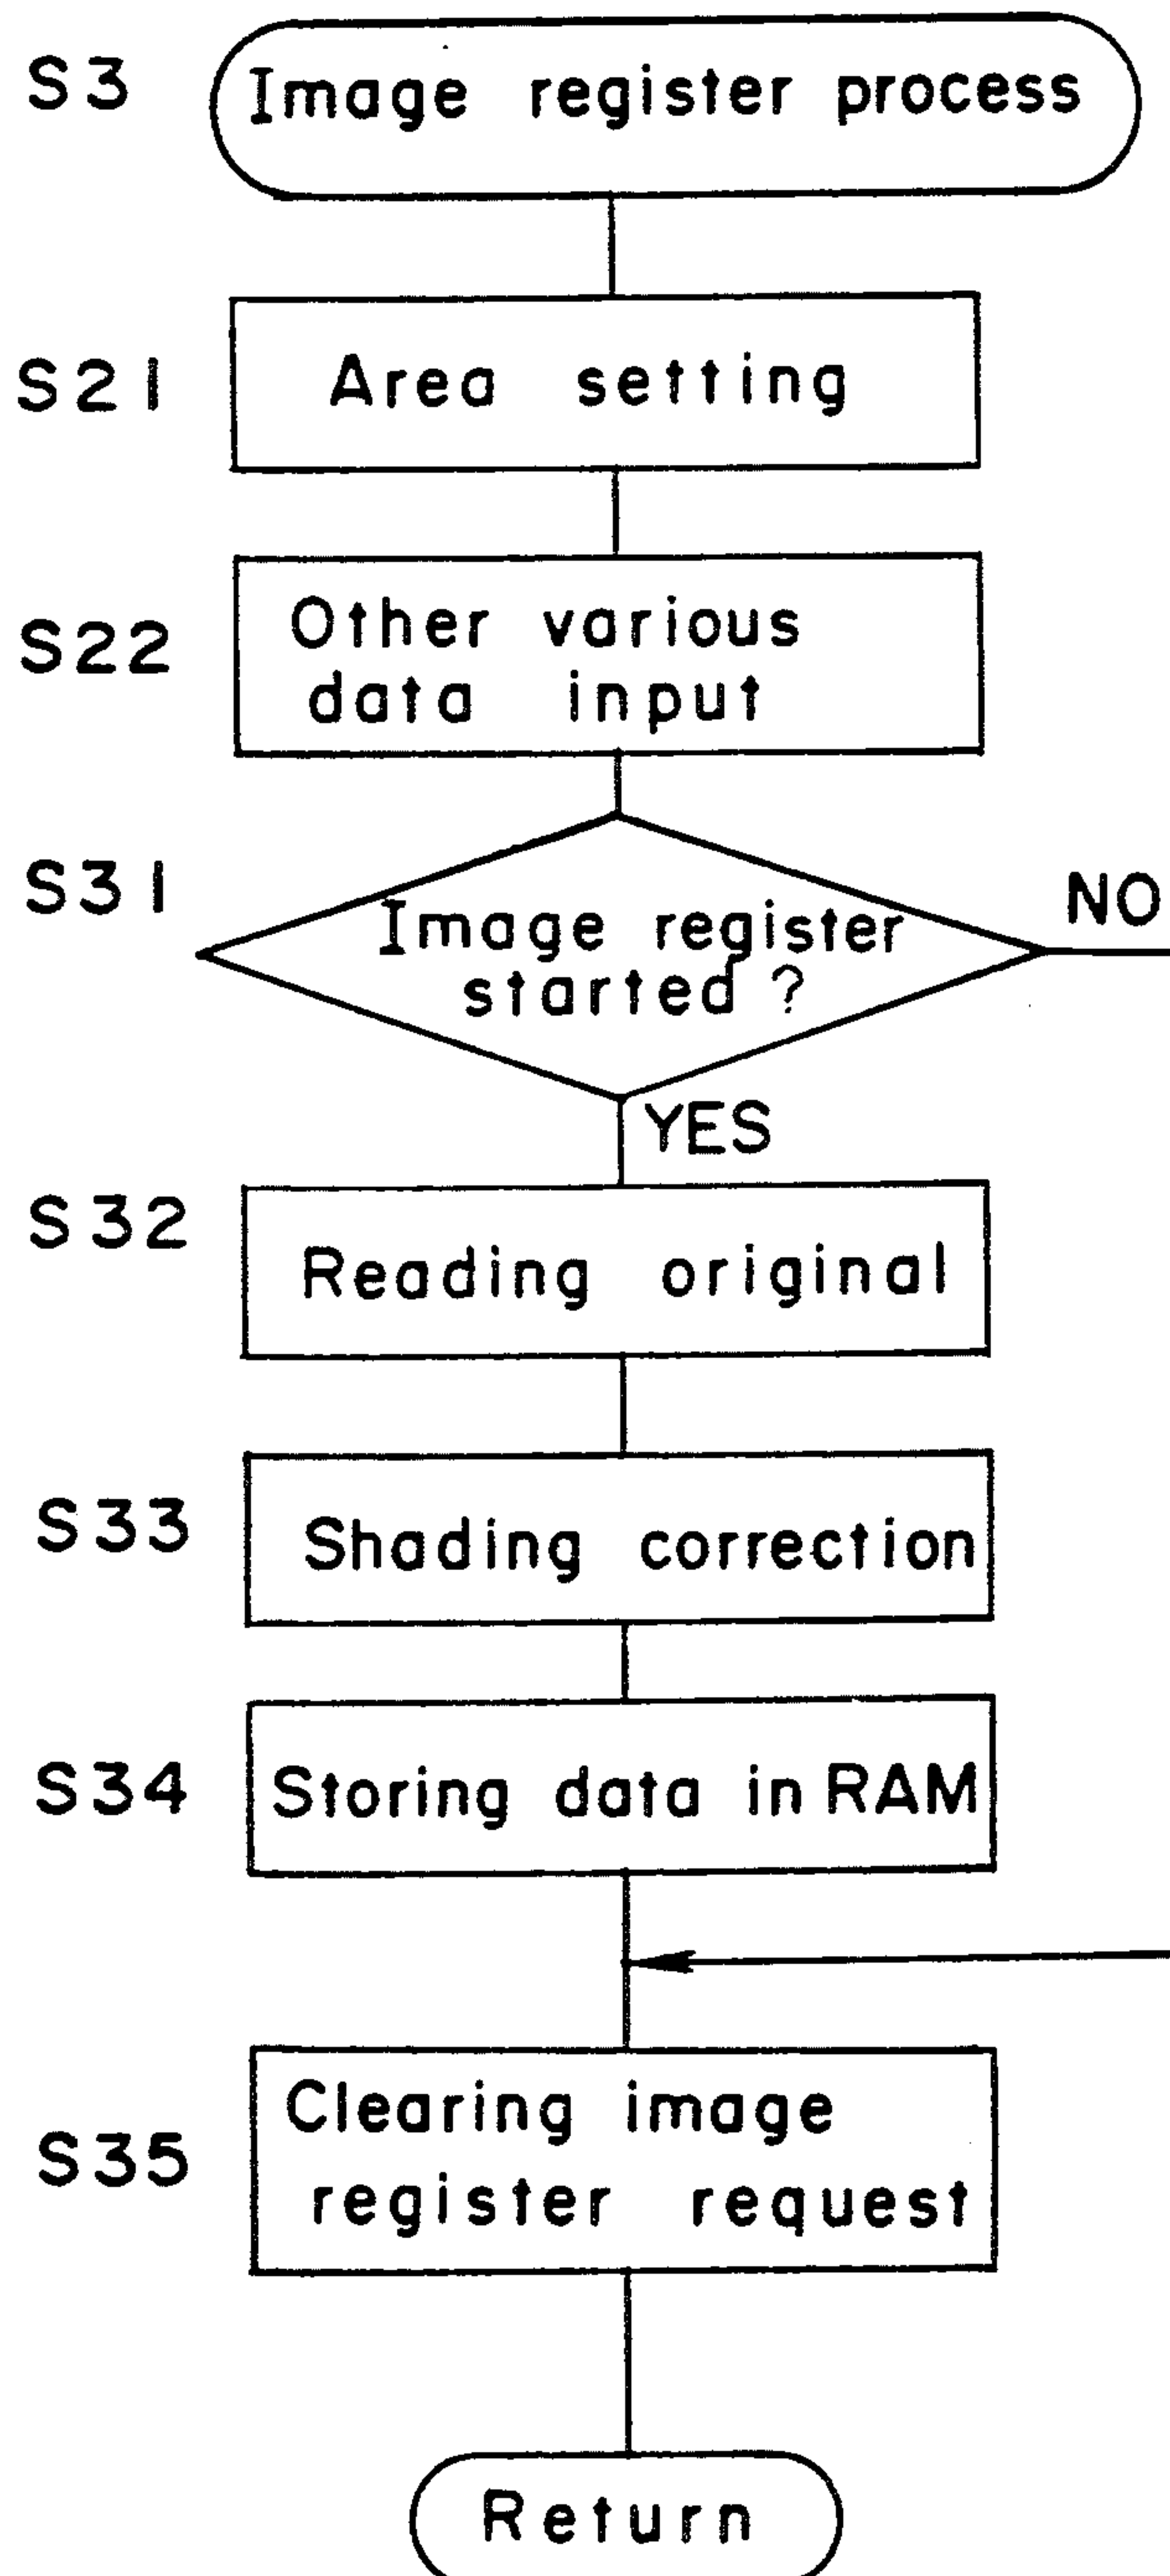 S3 Image register process
S21 Area setting
S22 Other various
data input
S31 Image register
started ?
NO
YES
S32 Reading original
S33 Shading correction
S34 Storing data in RAM
S35 Clearing image
register request
Return